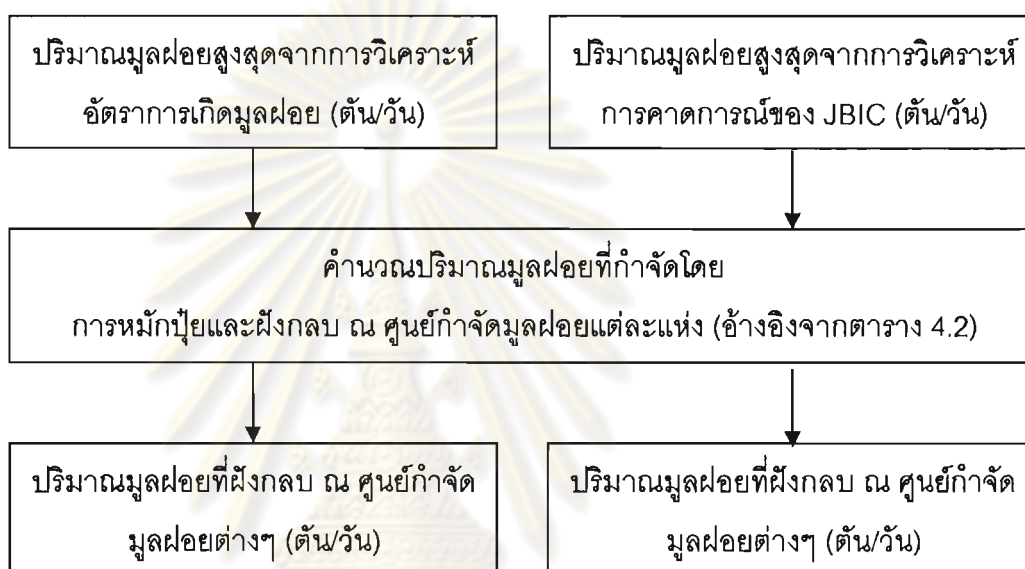 ปริมาณมูลฝอยสูงสุดจากการวิเคราะห์
อัตราการเกิดมูลฝอย (ตัน/วัน)
ปริมาณมูลฝอยสูงสุดจากการวิเคราะห์
การคาดการณ์ของ JBIC (ตัน/วัน)
คำนวณปริมาณมูลฝอยที่กำจัดโดย
การหมักปุ๋ยและฝังกลบ ณ ศูนย์กำจัดมูลฝอยแต่ละแห่ง (อ้างอิงจากตาราง 4.2)
ปริมาณมูลฝอยที่ฝังกลบ ณ ศูนย์กำจัด
มูลฝอยต่างๆ (ตัน/วัน)
ปริมาณมูลฝอยที่ฝังกลบ ณ ศูนย์กำจัด
มูลฝอยต่างๆ (ตัน/วัน)